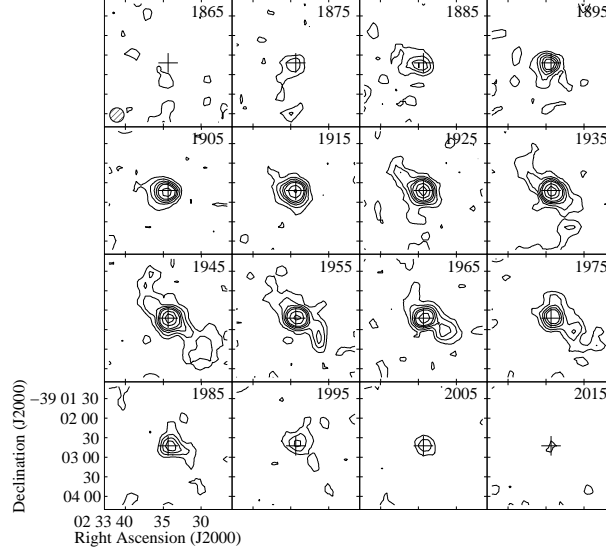 1865 1875 1885 1895
1905 1915 1925 1935
1945 1955 1965 1975
1985 1995 2005 2015
−39 01 30
02 00
30
03 00
30
04 00
Declination (J2000)
02 33 40 35 30
Right Ascension (J2000)